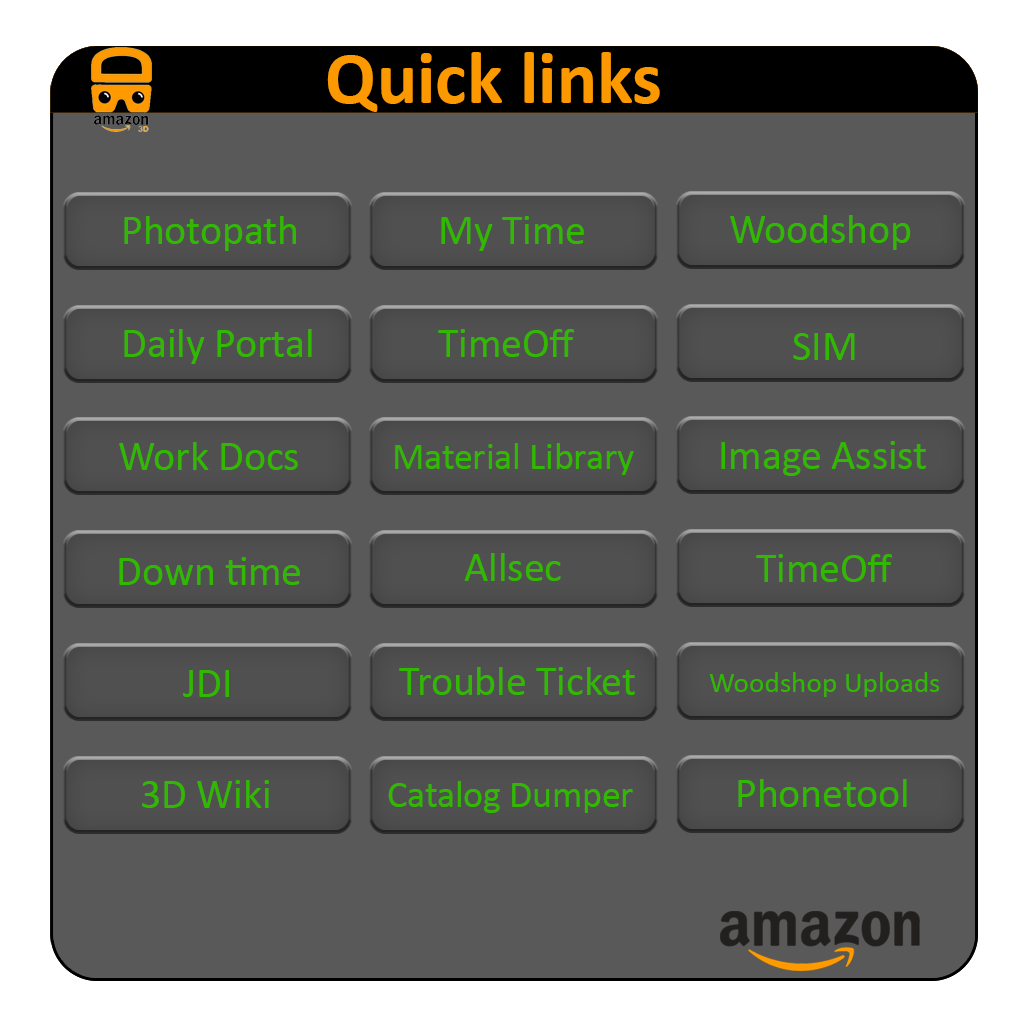 Quick links
amazon
3D
Photopath
My Time
Woodshop
Daily Portal
TimeOff
SIM
Work Docs
Material Library
Image Assist
Down time
Allsec
TimeOff
JDI
Trouble Ticket
Woodshop Uploads
3D Wiki
Catalog Dumper
Phonetool
amazon